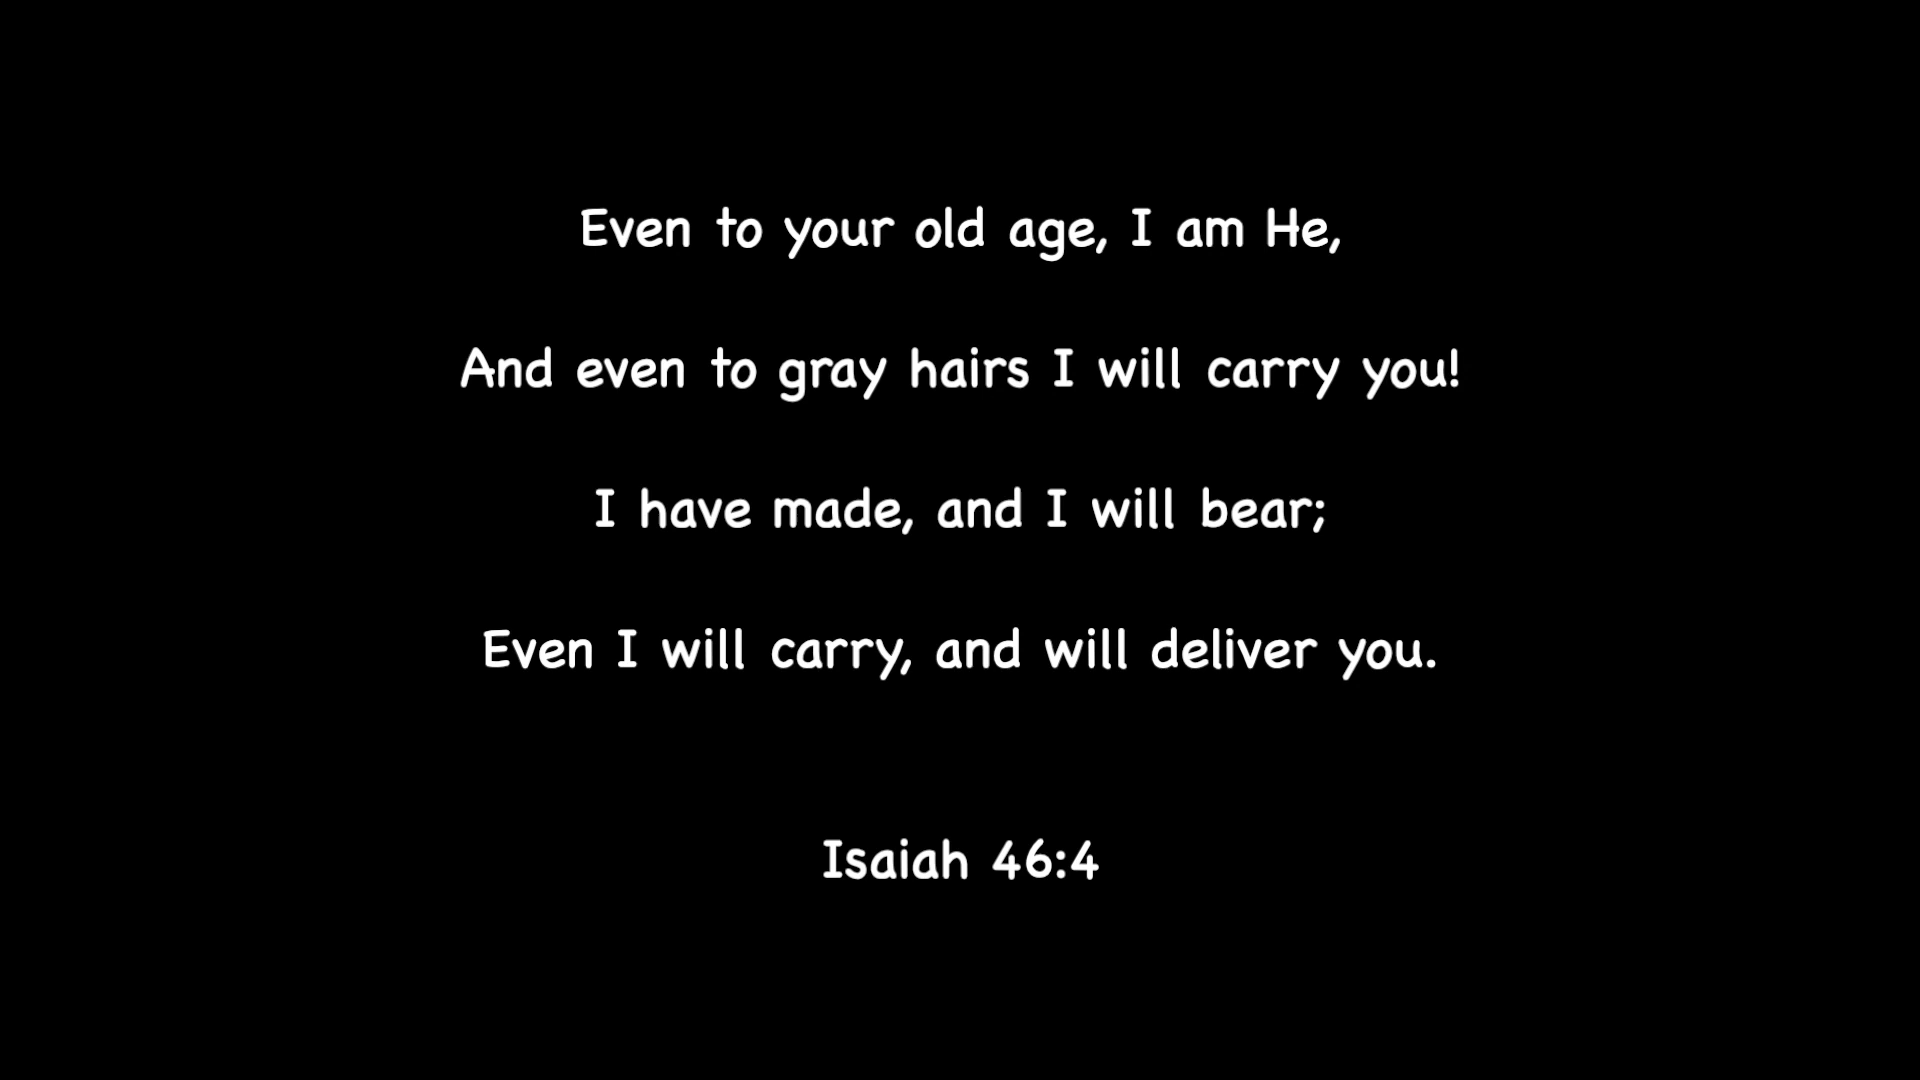 Even to your old age, I am He,
And even to gray hairs I will carry you!
I have made, and I will bear;
Even I will carry, and will deliver you.
Isaiah 46:4